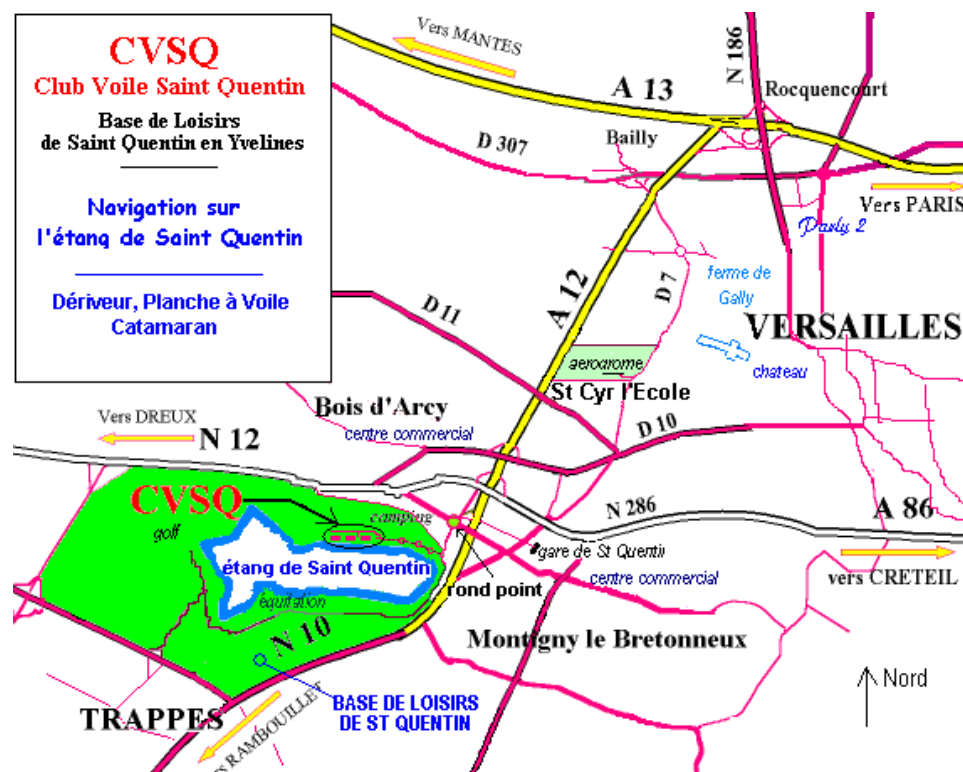 CVSQ
Club Voile Saint Quentin
Base de Loisirs
de Saint Quentin en Yvelines
Navigation sur
l'étang de Saint Quentin
Dériveur, Planche à Voile
Catamaran
Vers MANTES
A 13
N 186
Rocquencourt
Bailly
D 307
Vers PARIS
Parly 2
A 12
D 7
ferme de
Gally
D 11
VERSAILLES
aerodrome
chateau
St Cyr l'Ecole
Bois d'Arcy
centre commercial
D 10
Vers DREUX
N 12
CVSQ
camping
golf
N 286
A 86
gare de St Quentin
étang de Saint Quentin
centre commercial
vers CRETEIL
rond point
équitation
N 10
Montigny le Bretonneux
Nord
BASE DE LOISIRS
DE ST QUENTIN
TRAPPES
RAMBOUILLET